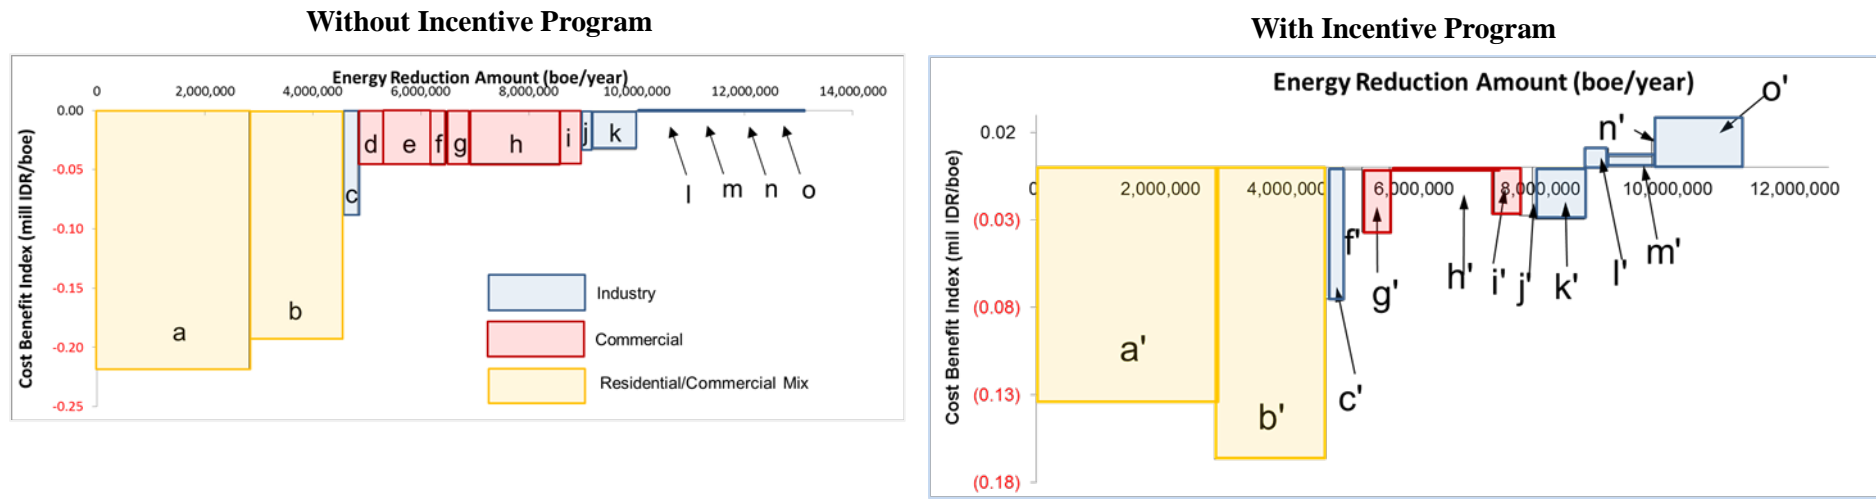 Without Incentive Program
Energy Reduction Amount (boe/year)
0 2,000,000 4,000,000 6,000,000 8,000,000 10,000,000 12,000,000 14,000,000
0.00
-0.05
-0.10
-0.15
-0.20
-0.25
Cost Benefit Index (mill IDR/boe)
a
b
c
d e f g h i j k
l m n o
Industry
Commercial
Residential/Commercial Mix
With Incentive Program
Energy Reduction Amount (boe/year)
0.02
0 2,000,000 4,000,000 6,000,000 8,000,000 10,000,000 12,000,000
(0.03)
(0.08)
(0.13)
(0.18)
Cost Benefit Index (mil IDR/boe)
a'
b'
c'
f'
g'
h'
i'
j'
k'
l'
m'
n'
o'